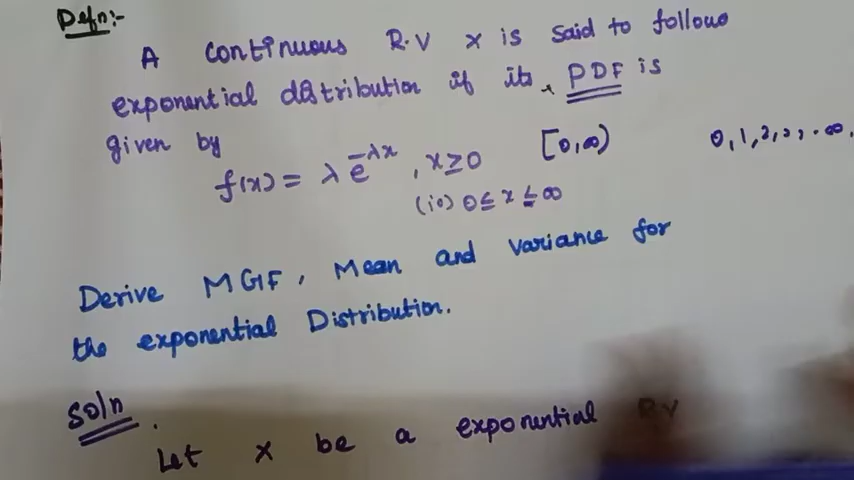 Defn:-
A continuous R.V x is said to follow
exponential distribution if its PDF is
given by
f(x) = λ e^{-λx}, x ≥ 0 [0,∞) 0, 1, 2, 3, . ∞.
(ie) 0 ≤ x ≤ ∞
Derive MGF, Mean and variance for
the exponential Distribution.
Soln.
Let x be a exponential RV